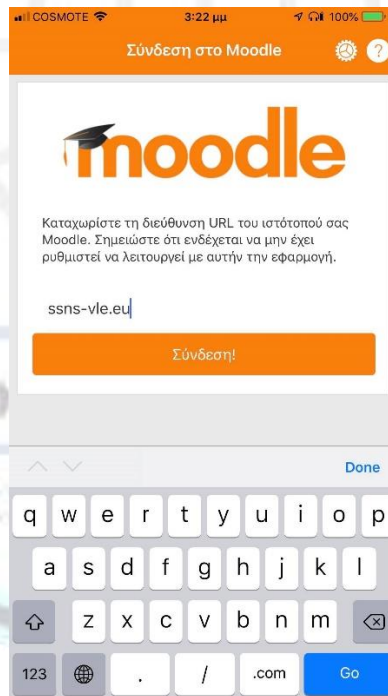 COSMOTE 3:22 μμ 100%
Σύνδεση στο Moodle ?
moodle
Καταχωρίστε τη διεύθυνση URL του ιστότοπού σας
Moodle. Σημειώστε ότι ενδέχεται να μην έχει
ρυθμιστεί να λειτουργεί με αυτήν την εφαρμογή.
ssns-vle.eu
Σύνδεση!
Done
q w e r t y u i o p
a s d f g h j k l
z x c v b n m
123 . / .com Go